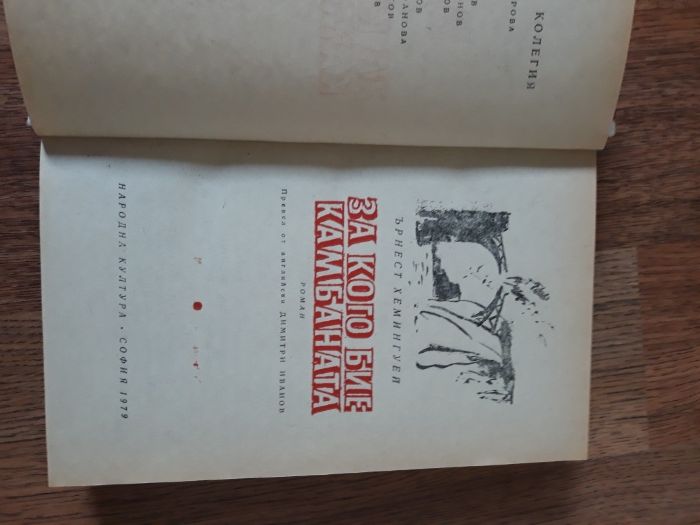 КОЛЕГИЯ
ЪРНЕСТ ХЕМИНГУЕЙ
ЗА КОГО БИЕ
КАМБАНАТА
РОМАН
Превел от английски ДИМИТРИ ИВАНОВ
НАРОДНА КУЛТУРА • СОФИЯ 1979